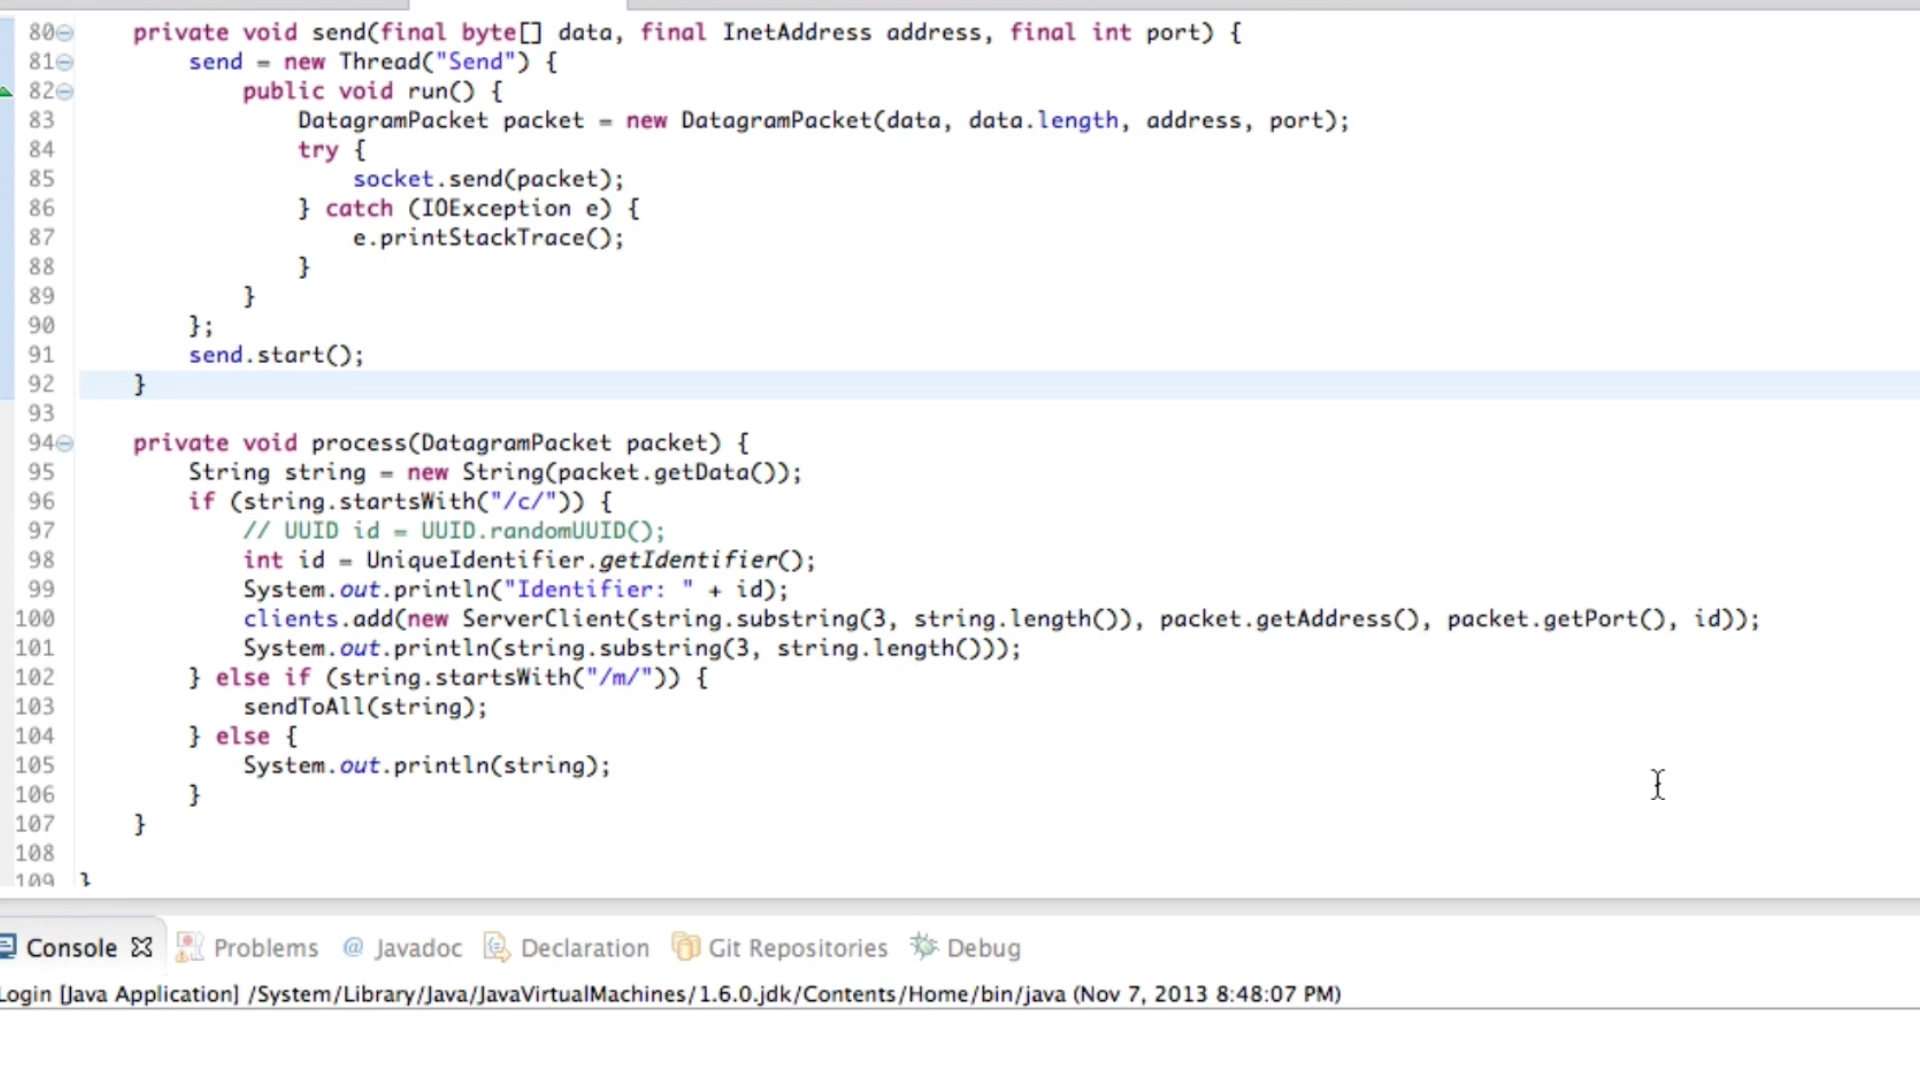 80 private void send(final byte[] data, final InetAddress address, final int port) {
81 send = new Thread("Send") {
82 public void run() {
83 DatagramPacket packet = new DatagramPacket(data, data.length, address, port);
84 try {
85 socket.send(packet);
86 } catch (IOException e) {
87 e.printStackTrace();
88 }
89 }
90 };
91 send.start();
92 }
93
94 private void process(DatagramPacket packet) {
95 String string = new String(packet.getData());
96 if (string.startsWith("/c/")) {
97 // UUID id = UUID.randomUUID();
98 int id = UniqueIdentifier.getIdentifier();
99 System.out.println("Identifier: " + id);
100 clients.add(new ServerClient(string.substring(3, string.length()), packet.getAddress(), packet.getPort(), id));
101 System.out.println(string.substring(3, string.length()));
102 } else if (string.startsWith("/m/")) {
103 sendToAll(string);
104 } else {
105 System.out.println(string);
106 }
107 }
108
109 }
Console Problems @ Javadoc Declaration Git Repositories Debug
Login [Java Application] /System/Library/Java/JavaVirtualMachines/1.6.0.jdk/Contents/Home/bin/java (Nov 7, 2013 8:48:07 PM)